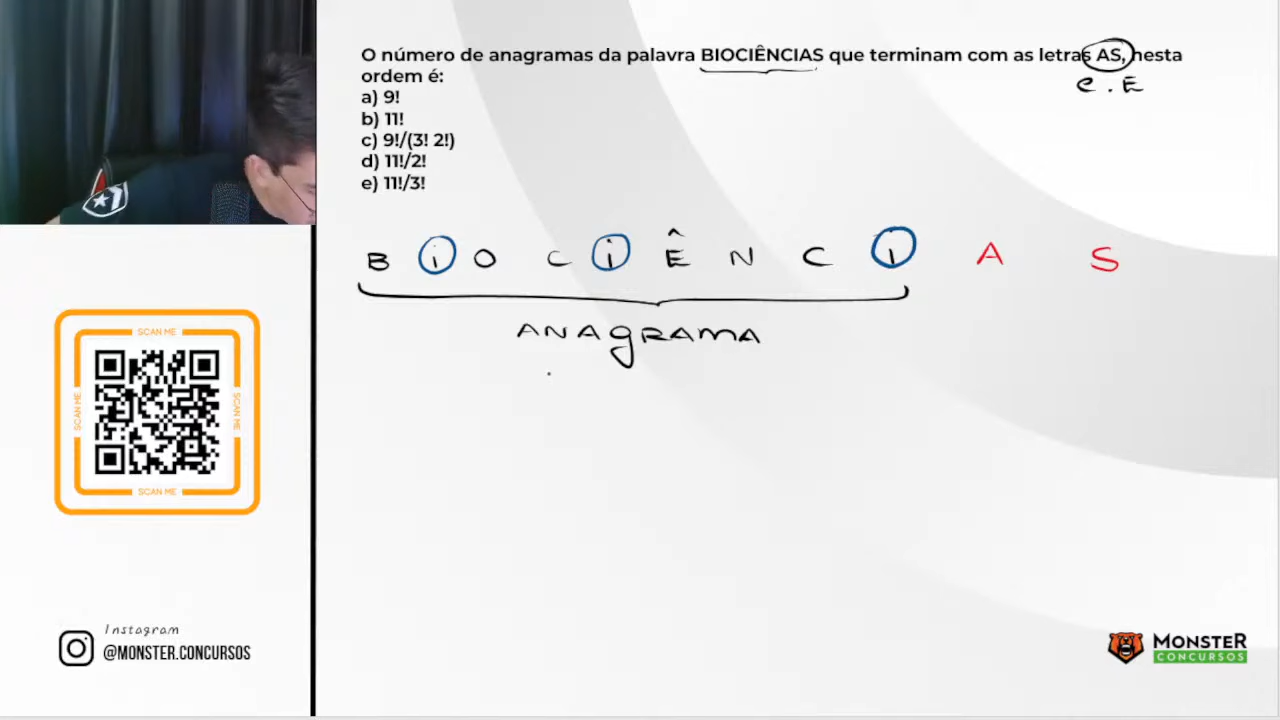 O número de anagramas da palavra BIOCIÊNCIAS que terminam com as letras AS, nesta
ordem é:
a) 9!
b) 11!
c) 9!/(3! 2!)
d) 11!/2!
e) 11!/3!
C . E
B i O C i Ê N C i A S
ANAgRAMA
SCAN ME
SCAN ME
SCAN ME
SCAN ME
Instagram
@MONSTER.CONCURSOS
MONSTER
CONCURSOS